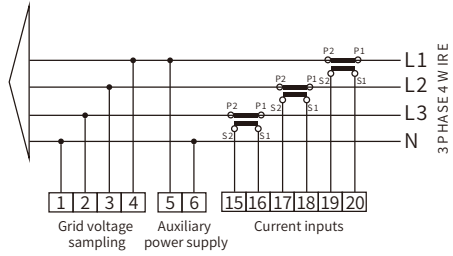 P2 P1
L1
S2 S1
P2 P1
L2
S2 S1
P2 P1
L3
S2 S1
N
3 PHASE 4 WIRE
1 2 3 4 5 6 15 16 17 18 19 20
Grid voltage
sampling
Auxiliary
power supply
Current inputs